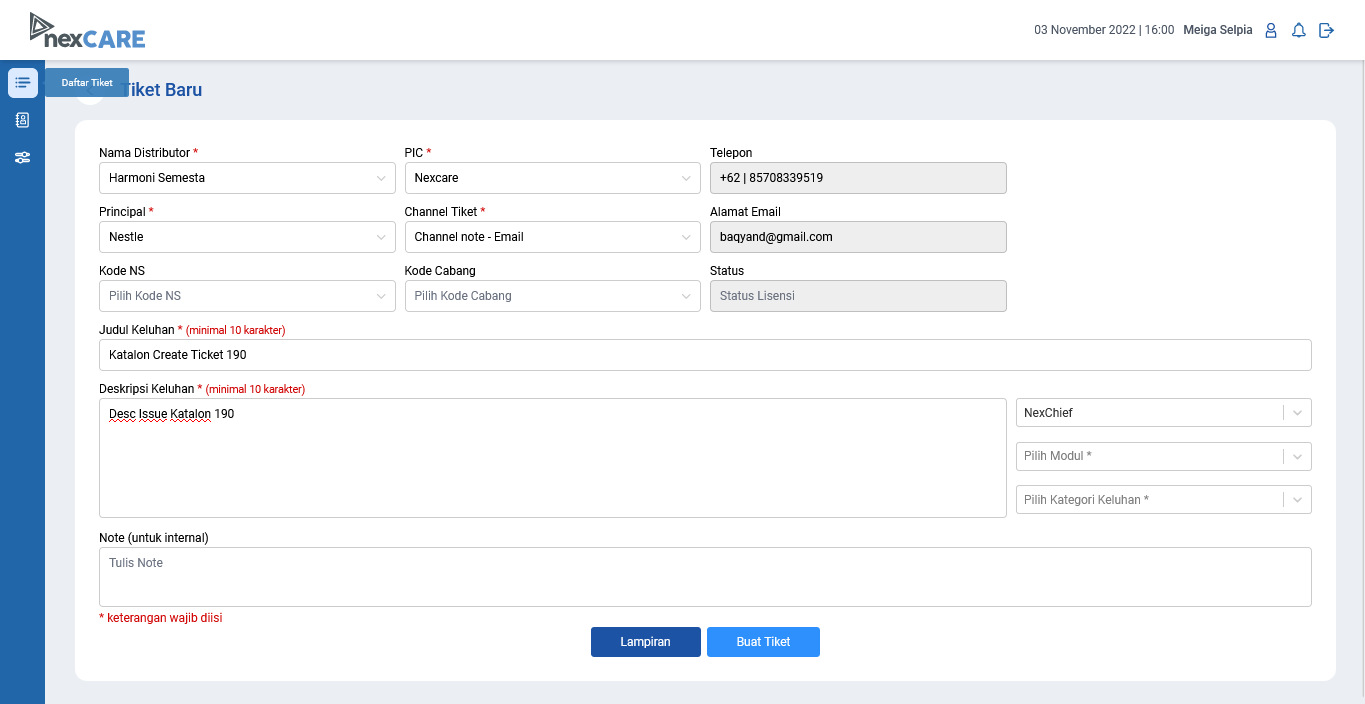 nexCARE
03 November 2022 | 16:00 Meiga Selpia
Daftar Tiket
Tiket Baru
Nama Distributor * PIC * Telepon
Harmoni Semesta Nexcare +62 | 85708339519
Principal * Channel Tiket * Alamat Email
Nestle Channel note - Email baqyand@gmail.com
Kode NS Kode Cabang Status
Pilih Kode NS Pilih Kode Cabang Status Lisensi
Judul Keluhan * (minimal 10 karakter)
Katalon Create Ticket 190
Deskripsi Keluhan * (minimal 10 karakter)
Desc Issue Katalon 190
NexChief
Pilih Modul *
Pilih Kategori Keluhan *
Note (untuk internal)
Tulis Note
* keterangan wajib diisi
Lampiran Buat Tiket